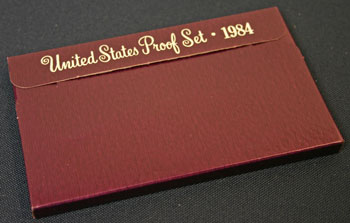 United States Proof Set • 1984